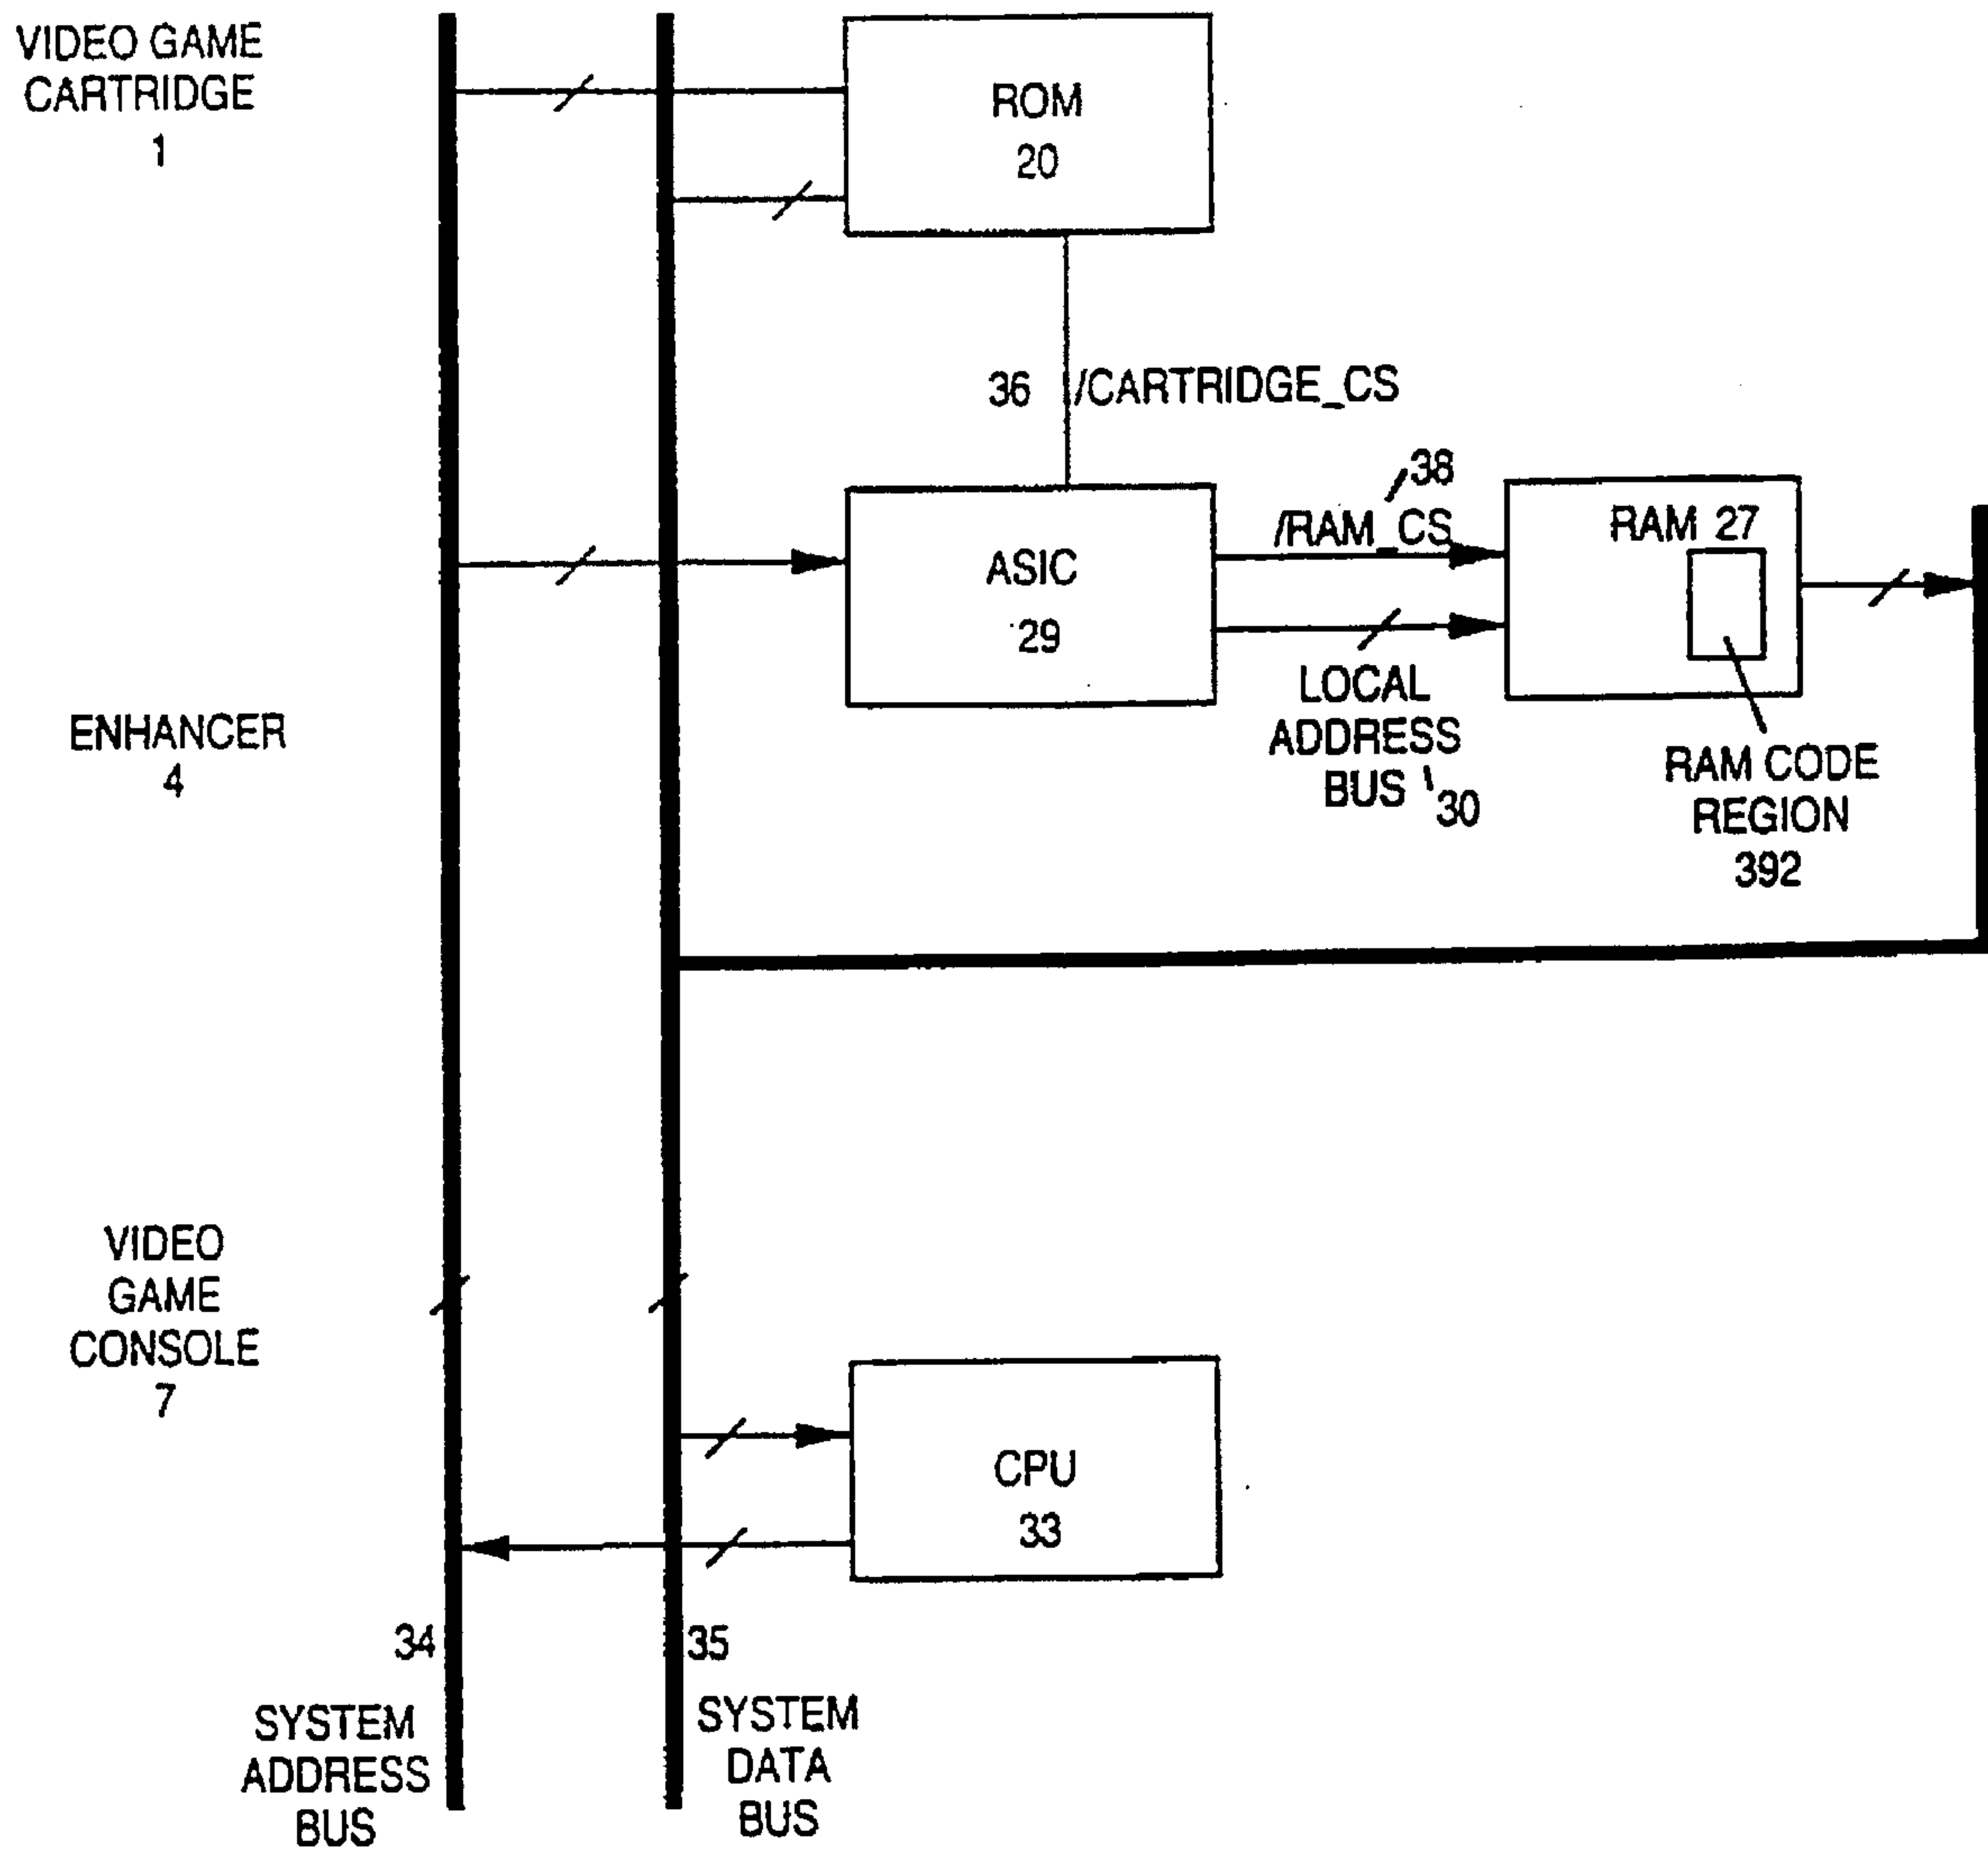 VIDEO GAME
CARTRIDGE
1
ROM
20
36 /CARTRIDGE_CS
38
/RAM_CS
ASIC
29
RAM 27
LOCAL
ADDRESS
BUS 30
RAM CODE
REGION
392
ENHANCER
4
VIDEO
GAME
CONSOLE
7
CPU
33
34
35
SYSTEM
ADDRESS
BUS
SYSTEM
DATA
BUS